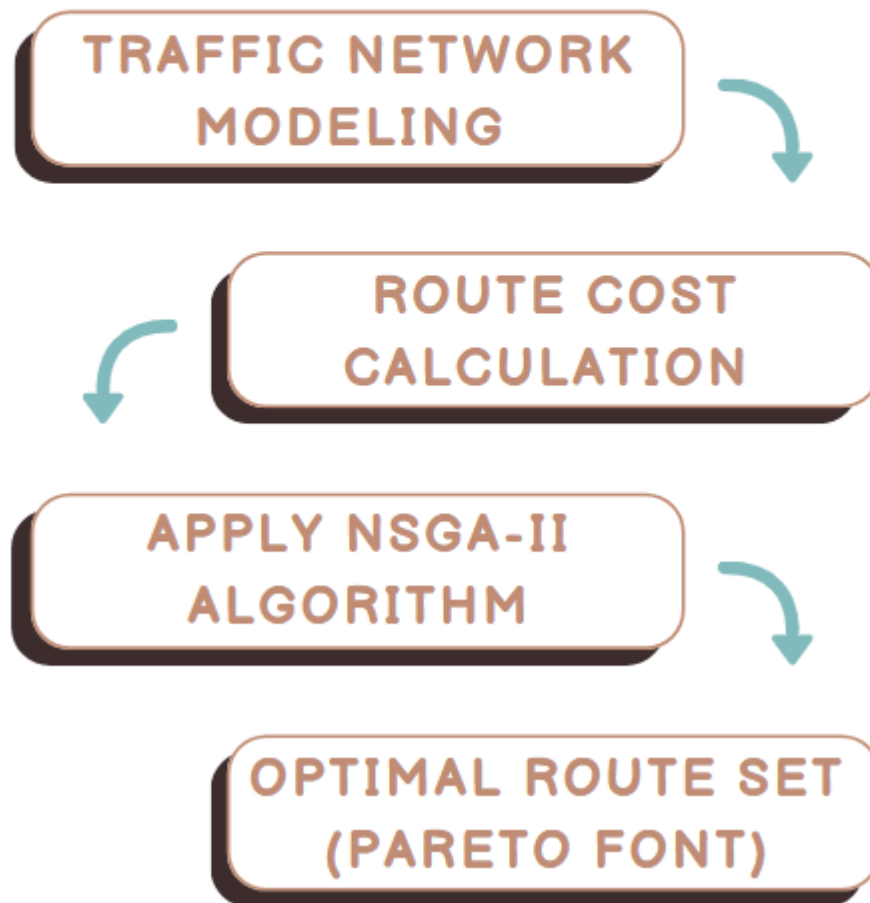 TRAFFIC NETWORK
MODELING
ROUTE COST
CALCULATION
APPLY NSGA-II
ALGORITHM
OPTIMAL ROUTE SET
(PARETO FONT)